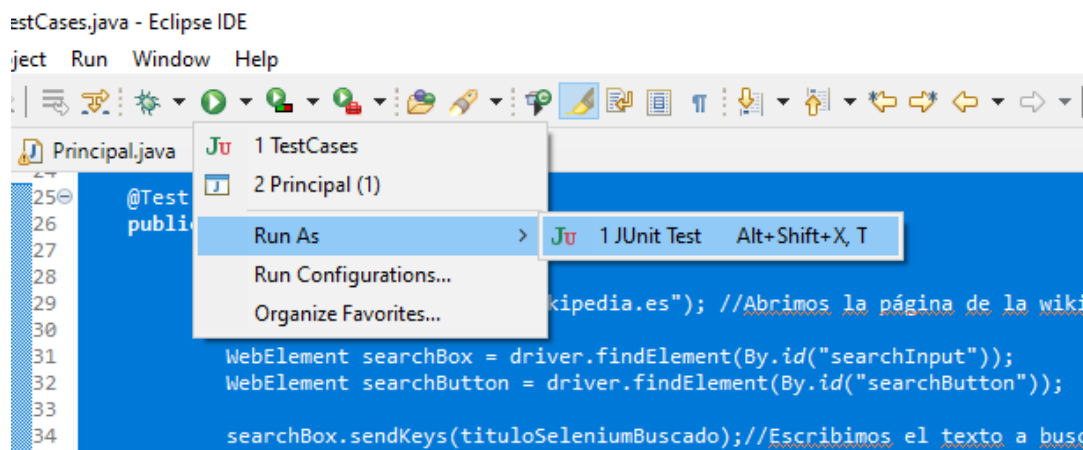 estCases.java - Eclipse IDE
ject Run Window Help
Principal.java
1 TestCases
2 Principal (1)
Run As
1 JUnit Test Alt+Shift+X, T
Run Configurations...
Organize Favorites...
24
25 @Test
26 publi
27
28
29 kipedia.es"); //Abrimos la página de la wiki
30
31 WebElement searchBox = driver.findElement(By.id("searchInput"));
32 WebElement searchButton = driver.findElement(By.id("searchButton"));
33
34 searchBox.sendKeys(tituloSeleniumBuscado);//Escribimos el texto a busc